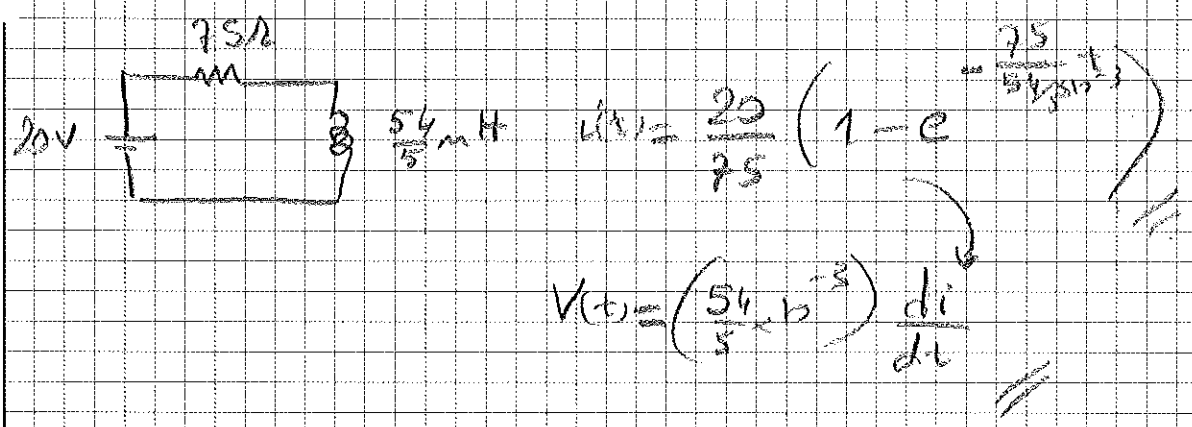 75Ω
20V
54/5 mH
i(t) = 20/75 (1 - e^(-75/(54/5×10^-3) t))
V(t) = (54/5 × 10^-3) di/dt